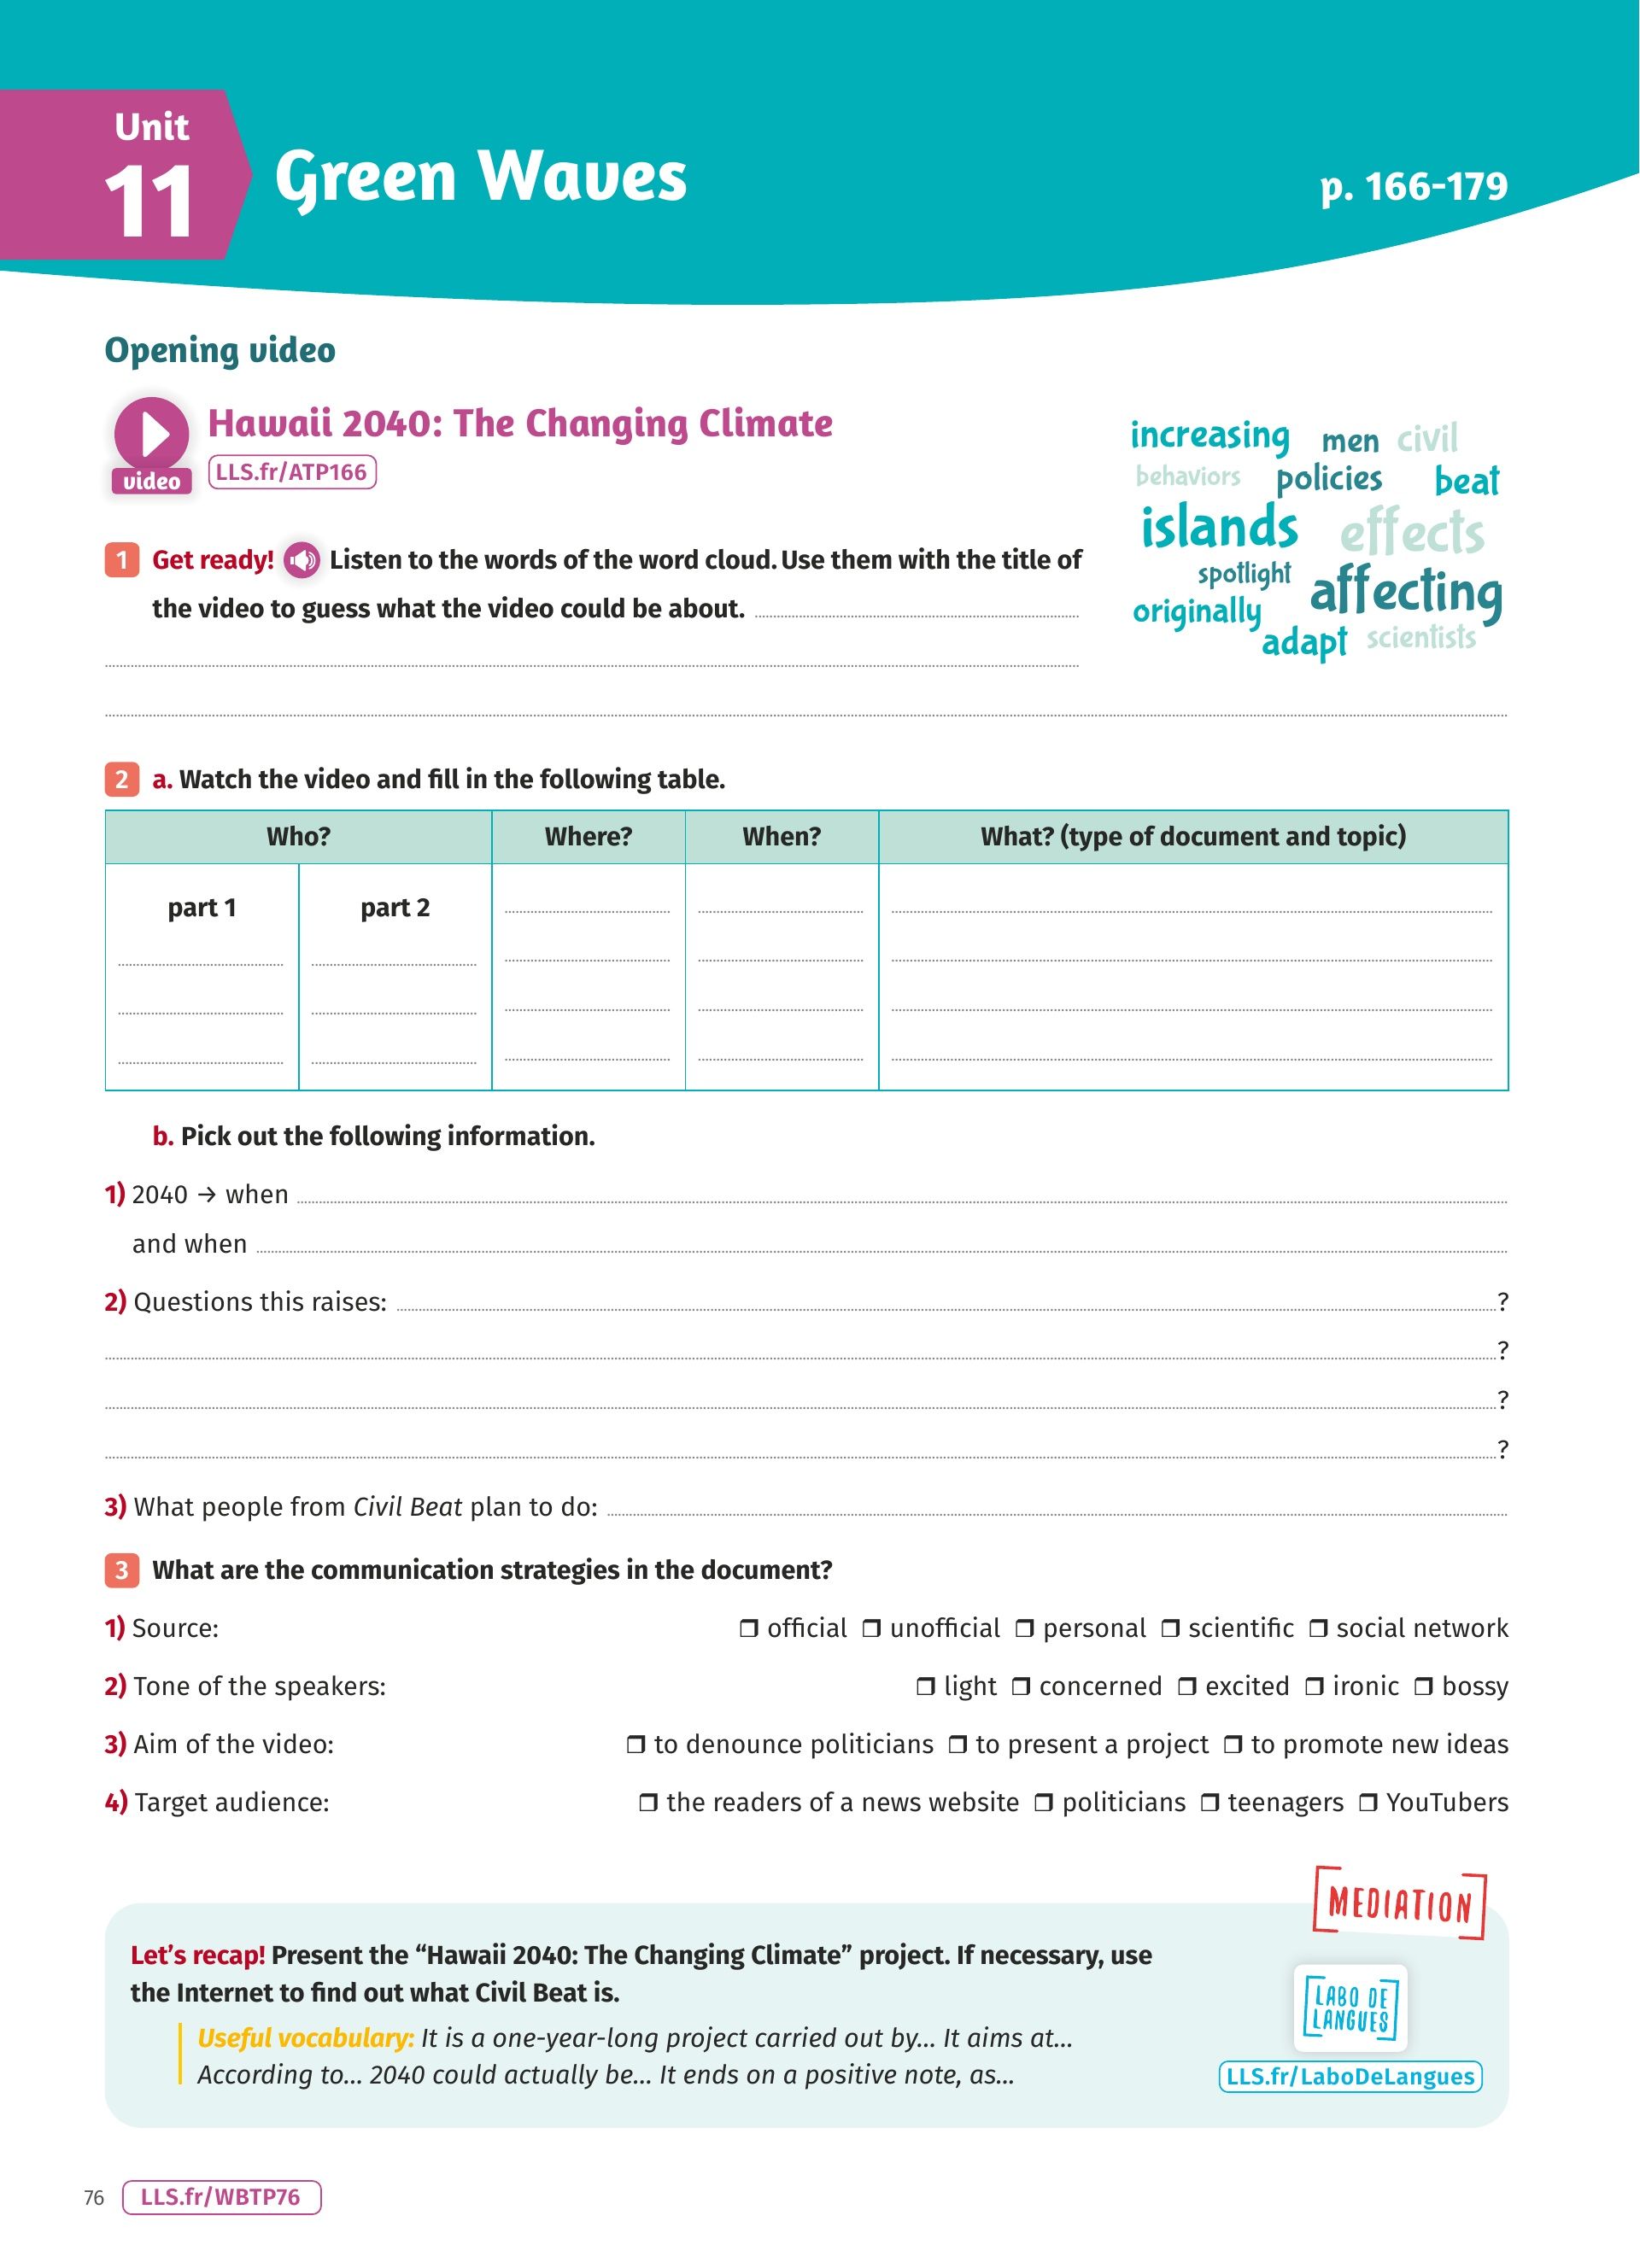 Unit
11
Green Waves
p. 166-179
Opening video
video
Hawaii 2040: The Changing Climate
LLS.fr/ATP166
increasing men civil
behaviors policies beat
islands effects
spotlight affecting
originally
adapt scientists
1 Get ready! Listen to the words of the word cloud. Use them with the title of
the video to guess what the video could be about.
2 a. Watch the video and fill in the following table.
Who? Where? When? What? (type of document and topic)
part 1 part 2
b. Pick out the following information.
1) 2040 → when
and when
2) Questions this raises: ?
?
?
?
3) What people from Civil Beat plan to do:
3 What are the communication strategies in the document?
1) Source: ❒ official ❒ unofficial ❒ personal ❒ scientific ❒ social network
2) Tone of the speakers: ❒ light ❒ concerned ❒ excited ❒ ironic ❒ bossy
3) Aim of the video: ❒ to denounce politicians ❒ to present a project ❒ to promote new ideas
4) Target audience: ❒ the readers of a news website ❒ politicians ❒ teenagers ❒ YouTubers
MEDIATION
Let's recap! Present the “Hawaii 2040: The Changing Climate” project. If necessary, use
the Internet to find out what Civil Beat is.
Useful vocabulary: It is a one-year-long project carried out by... It aims at...
According to... 2040 could actually be... It ends on a positive note, as...
LABO DE
LANGUES
LLS.fr/LaboDeLangues
76 LLS.fr/WBTP76